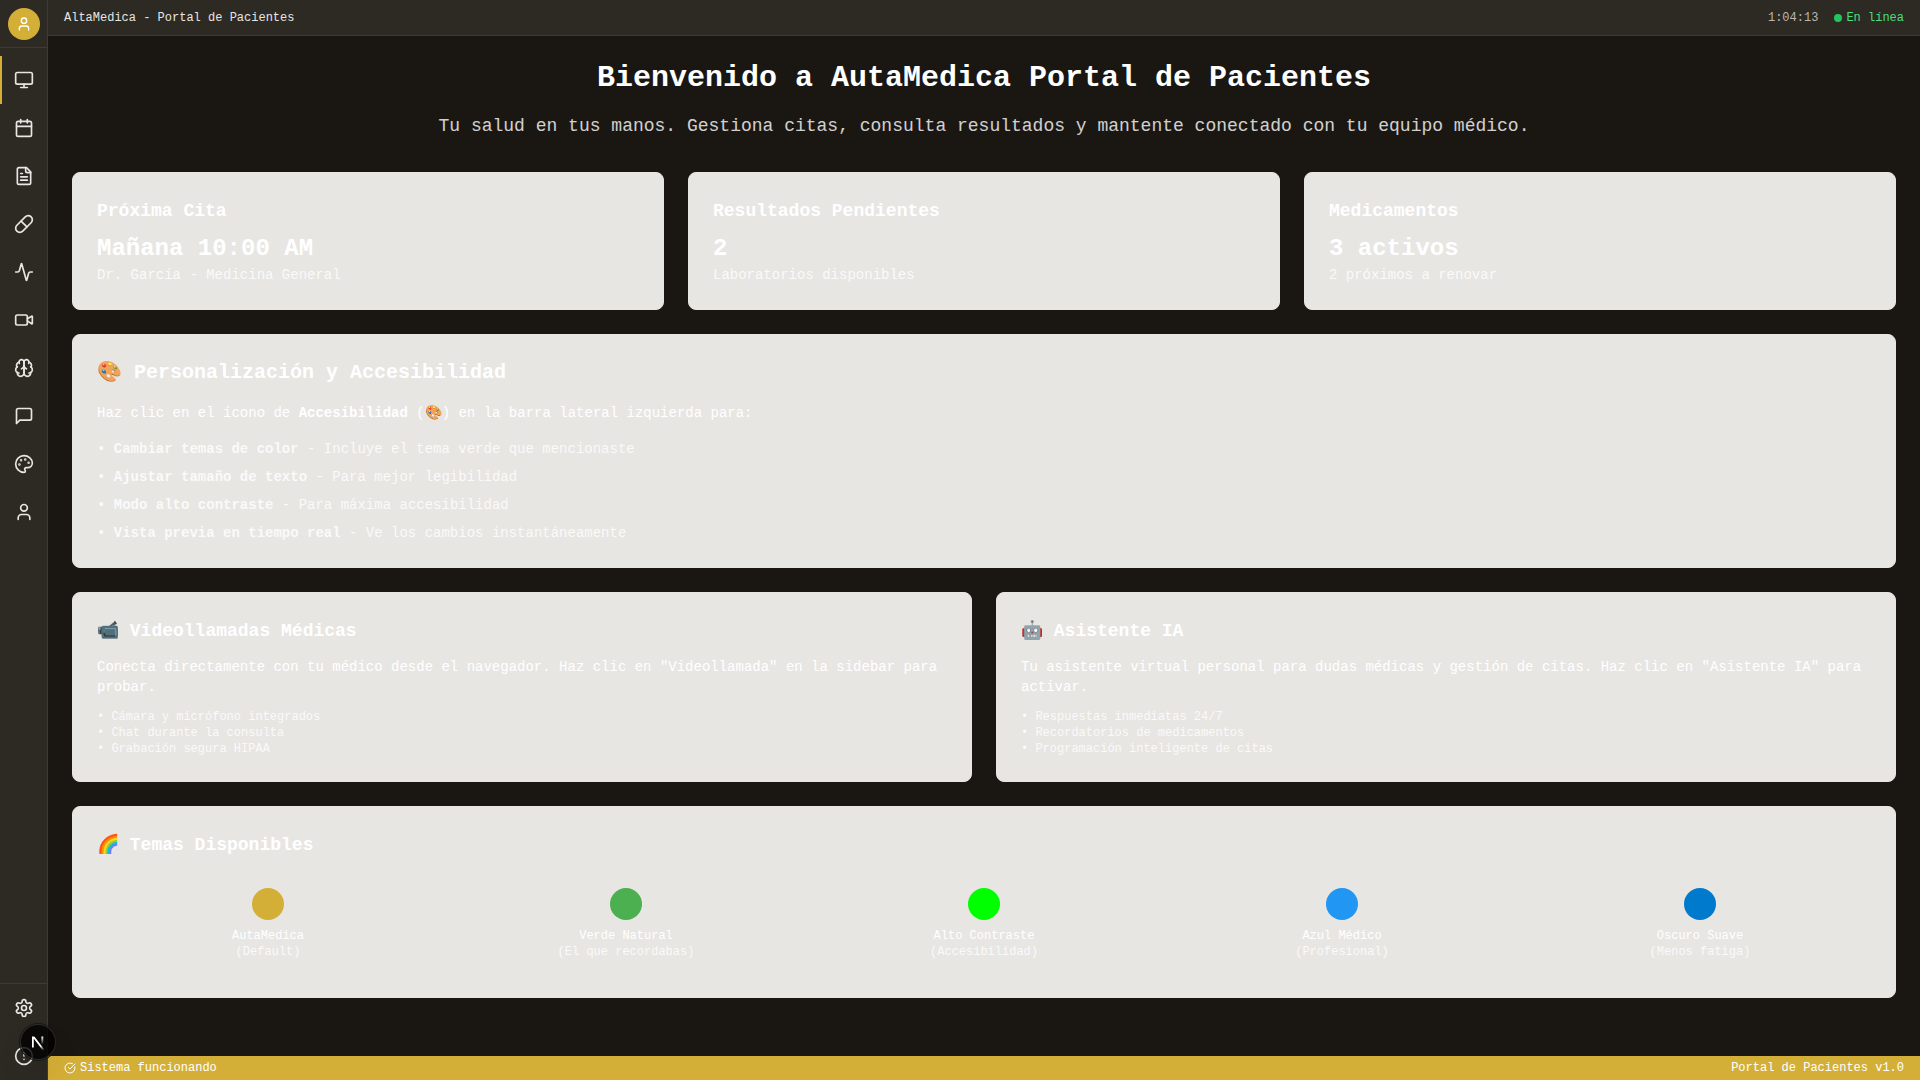 AltaMedica - Portal de Pacientes
1:04:13
En línea
Bienvenido a AutaMedica Portal de Pacientes
Tu salud en tus manos. Gestiona citas, consulta resultados y mantente conectado con tu equipo médico.
Próxima Cita
Mañana 10:00 AM
Dr. García - Medicina General
Resultados Pendientes
2
Laboratorios disponibles
Medicamentos
3 activos
2 próximos a renovar
🎨 Personalización y Accesibilidad
Haz clic en el ícono de Accesibilidad (🎨) en la barra lateral izquierda para:
• Cambiar temas de color - Incluye el tema verde que mencionaste
• Ajustar tamaño de texto - Para mejor legibilidad
• Modo alto contraste - Para máxima accesibilidad
• Vista previa en tiempo real - Ve los cambios instantáneamente
📹 Videollamadas Médicas
Conecta directamente con tu médico desde el navegador. Haz clic en "Videollamada" en la sidebar para
probar.
• Cámara y micrófono integrados
• Chat durante la consulta
• Grabación segura HIPAA
🤖 Asistente IA
Tu asistente virtual personal para dudas médicas y gestión de citas. Haz clic en "Asistente IA" para
activar.
• Respuestas inmediatas 24/7
• Recordatorios de medicamentos
• Programación inteligente de citas
🌈 Temas Disponibles
AutaMedica
(Default)
Verde Natural
(El que recordabas)
Alto Contraste
(Accesibilidad)
Azul Médico
(Profesional)
Oscuro Suave
(Menos fatiga)
N
Sistema funcionando
Portal de Pacientes v1.0